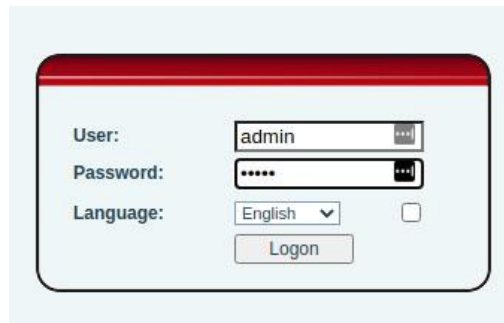 User: admin
Password: •••••
Language: English
Logon